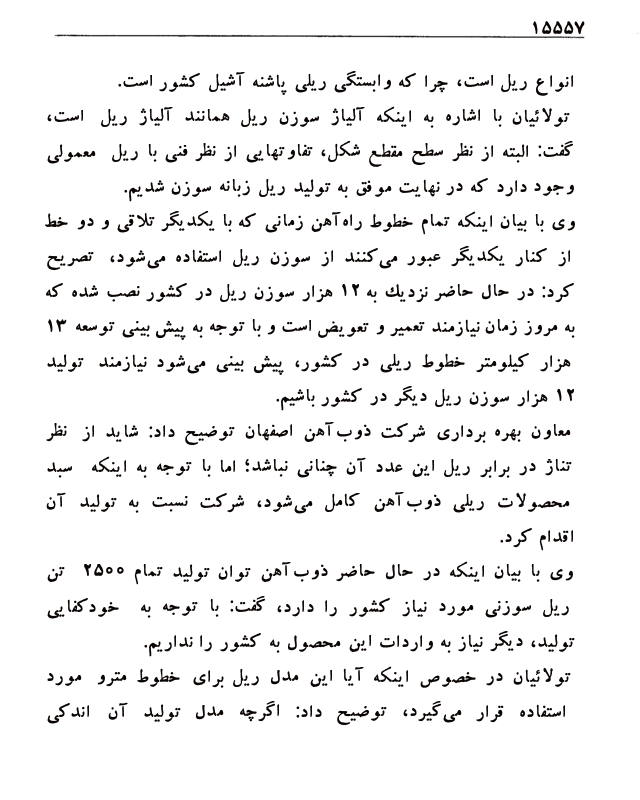 ۱۵۵۵۷
انواع ریل است، چرا که وابستگی ریلی پاشنه آشیل کشور است.
تولائیان با اشاره به اینکه آلیاژ سوزن ریل همانند آلیاژ ریل است،
گفت: البته از نظر سطح مقطع شکل، تفاوتهایی از نظر فنی با ریل معمولی
وجود دارد که در نهایت موفق به تولید ریل زبانه سوزن شدیم.
وی با بیان اینکه تمام خطوط راه‌آهن زمانی که با یکدیگر تلاقی و دو خط
از کنار یکدیگر عبور می‌کنند از سوزن ریل استفاده می‌شود، تصریح
کرد: در حال حاضر نزدیك به ۱۲ هزار سوزن ریل در کشور نصب شده که
به مروز زمان نیازمند تعمیر و تعویض است و با توجه به پیش بینی توسعه ۱۳
هزار کیلومتر خطوط ریلی در کشور، پیش بینی می‌شود نیازمند تولید
۱۲ هزار سوزن ریل دیگر در کشور باشیم.
معاون بهره برداری شرکت ذوب‌آهن اصفهان توضیح داد: شاید از نظر
تناژ در برابر ریل این عدد آن چنانی نباشد؛ اما با توجه به اینکه سبد
محصولات ریلی ذوب‌آهن کامل می‌شود، شرکت نسبت به تولید آن
اقدام کرد.
وی با بیان اینکه در حال حاضر ذوب‌آهن توان تولید تمام ۲۵۰۰ تن
ریل سوزنی مورد نیاز کشور را دارد، گفت: با توجه به خودکفایی
تولید، دیگر نیاز به واردات این محصول به کشور را نداریم.
تولائیان در خصوص اینکه آیا این مدل ریل برای خطوط مترو مورد
استفاده قرار می‌گیرد، توضیح داد: اگرچه مدل تولید آن اندکی